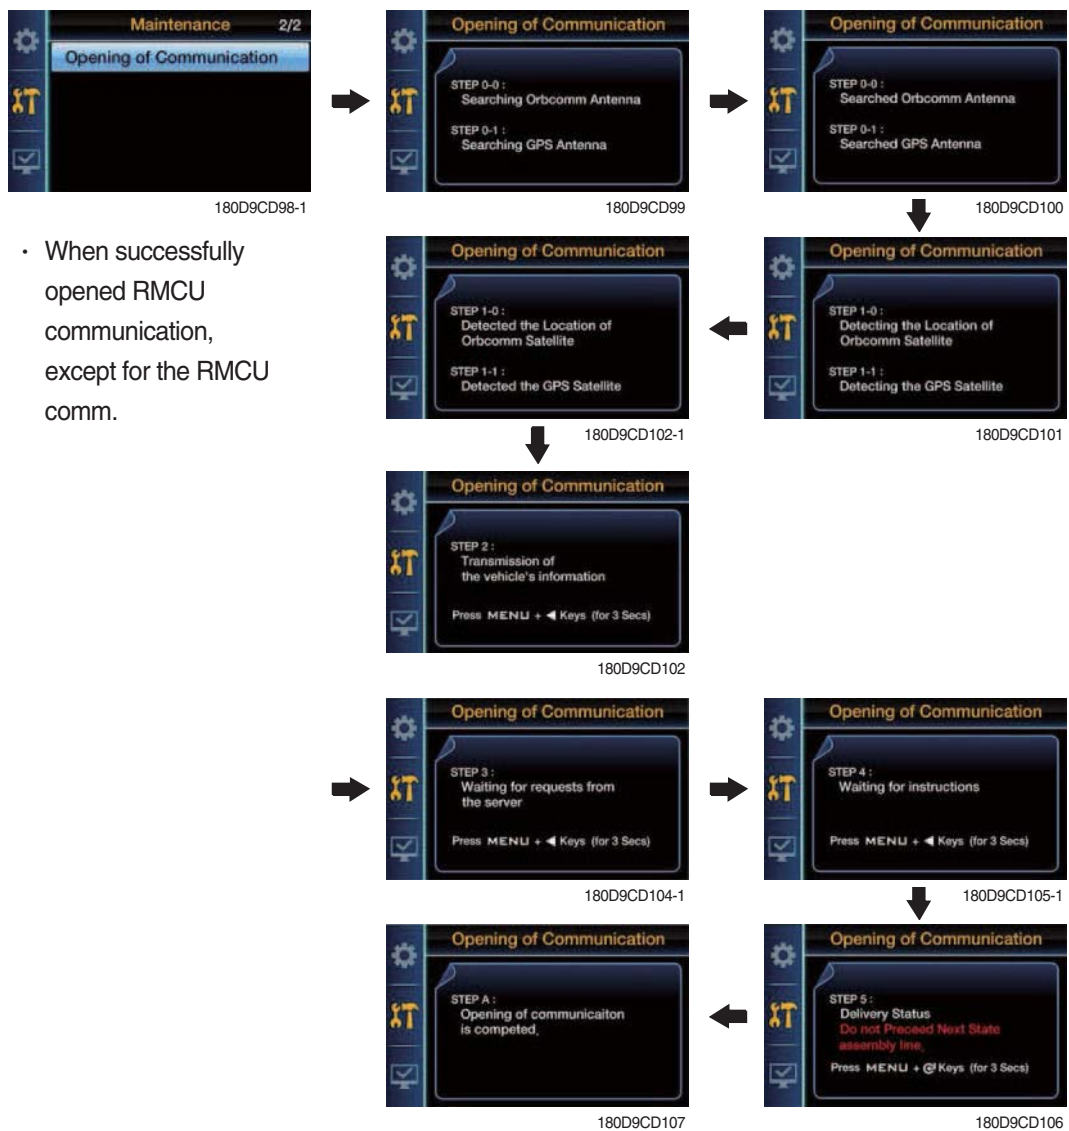 Maintenance 2/2
Opening of Communication
180D9CD98-1
Opening of Communication
STEP 0-0 :
Searching Orbcomm Antenna
STEP 0-1 :
Searching GPS Antenna
180D9CD99
Opening of Communication
STEP 0-0 :
Searched Orbcomm Antenna
STEP 0-1 :
Searched GPS Antenna
180D9CD100
· When successfully
opened RMCU
communication,
except for the RMCU
comm.
Opening of Communication
STEP 1-0 :
Detecting the Location of
Orbcomm Satellite
STEP 1-1 :
Detecting the GPS Satellite
180D9CD101
Opening of Communication
STEP 1-0 :
Detected the Location of
Orbcomm Satellite
STEP 1-1 :
Detected the GPS Satellite
180D9CD102-1
Opening of Communication
STEP 2 :
Transmission of
the vehicle's information
Press MENU + ◀ Keys (for 3 Secs)
180D9CD102
Opening of Communication
STEP 3 :
Waiting for requests from
the server
Press MENU + ◀ Keys (for 3 Secs)
180D9CD104-1
Opening of Communication
STEP 4 :
Waiting for instructions
Press MENU + ◀ Keys (for 3 Secs)
180D9CD105-1
Opening of Communication
STEP 5 :
Delivery Status
Do not Preceed Next State
assembly line.
Press MENU + Keys (for 3 Secs)
180D9CD106
Opening of Communication
STEP A :
Opening of communicaiton
is competed.
180D9CD107